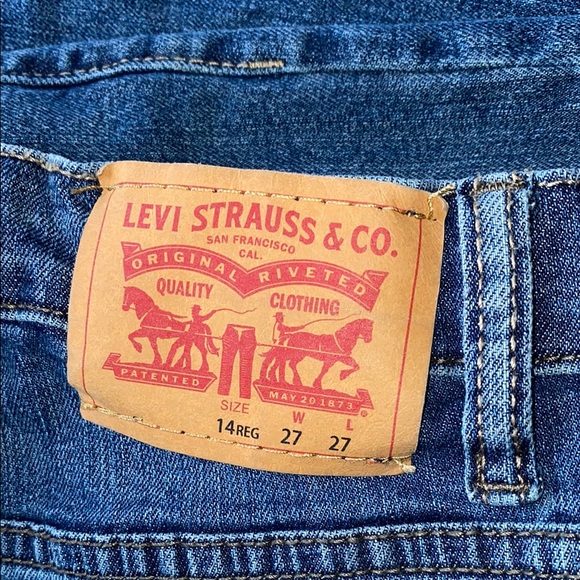 LEVI STRAUSS & CO.
SAN FRANCISCO
CAL.
ORIGINAL RIVETED
QUALITY CLOTHING
PATENTED MAY 20 1873 ®
SIZE W L
14REG 27 27